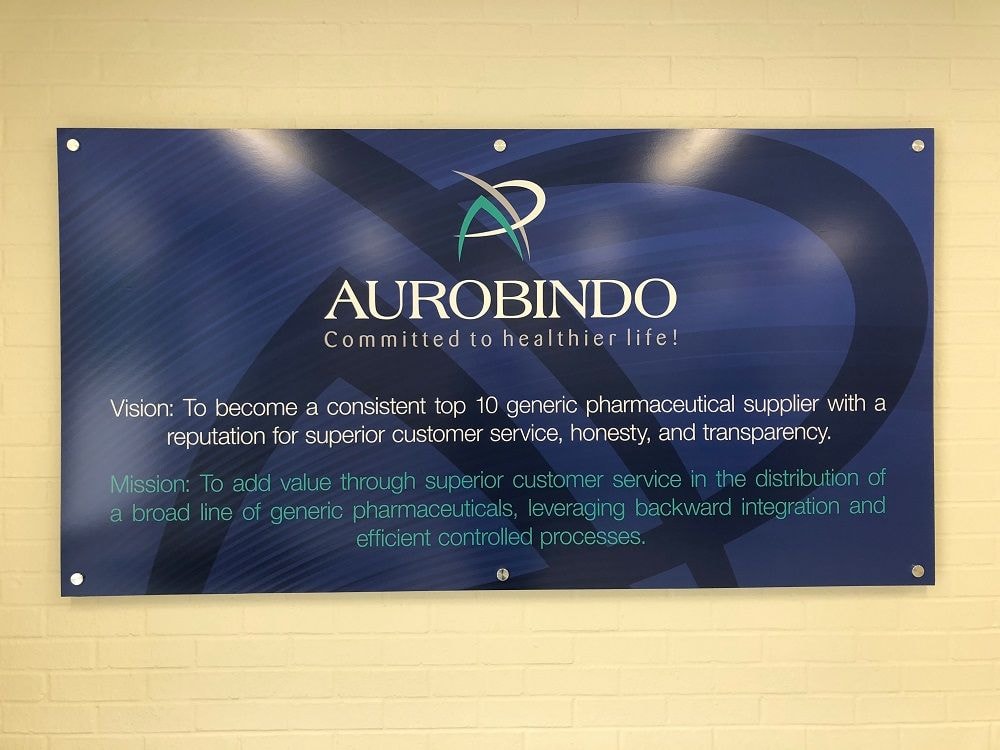 AUROBINDO
Committed to healthier life!
Vision: To become a consistent top 10 generic pharmaceutical supplier with a
reputation for superior customer service, honesty, and transparency.
Mission: To add value through superior customer service in the distribution of
a broad line of generic pharmaceuticals, leveraging backward integration and
efficient controlled processes.